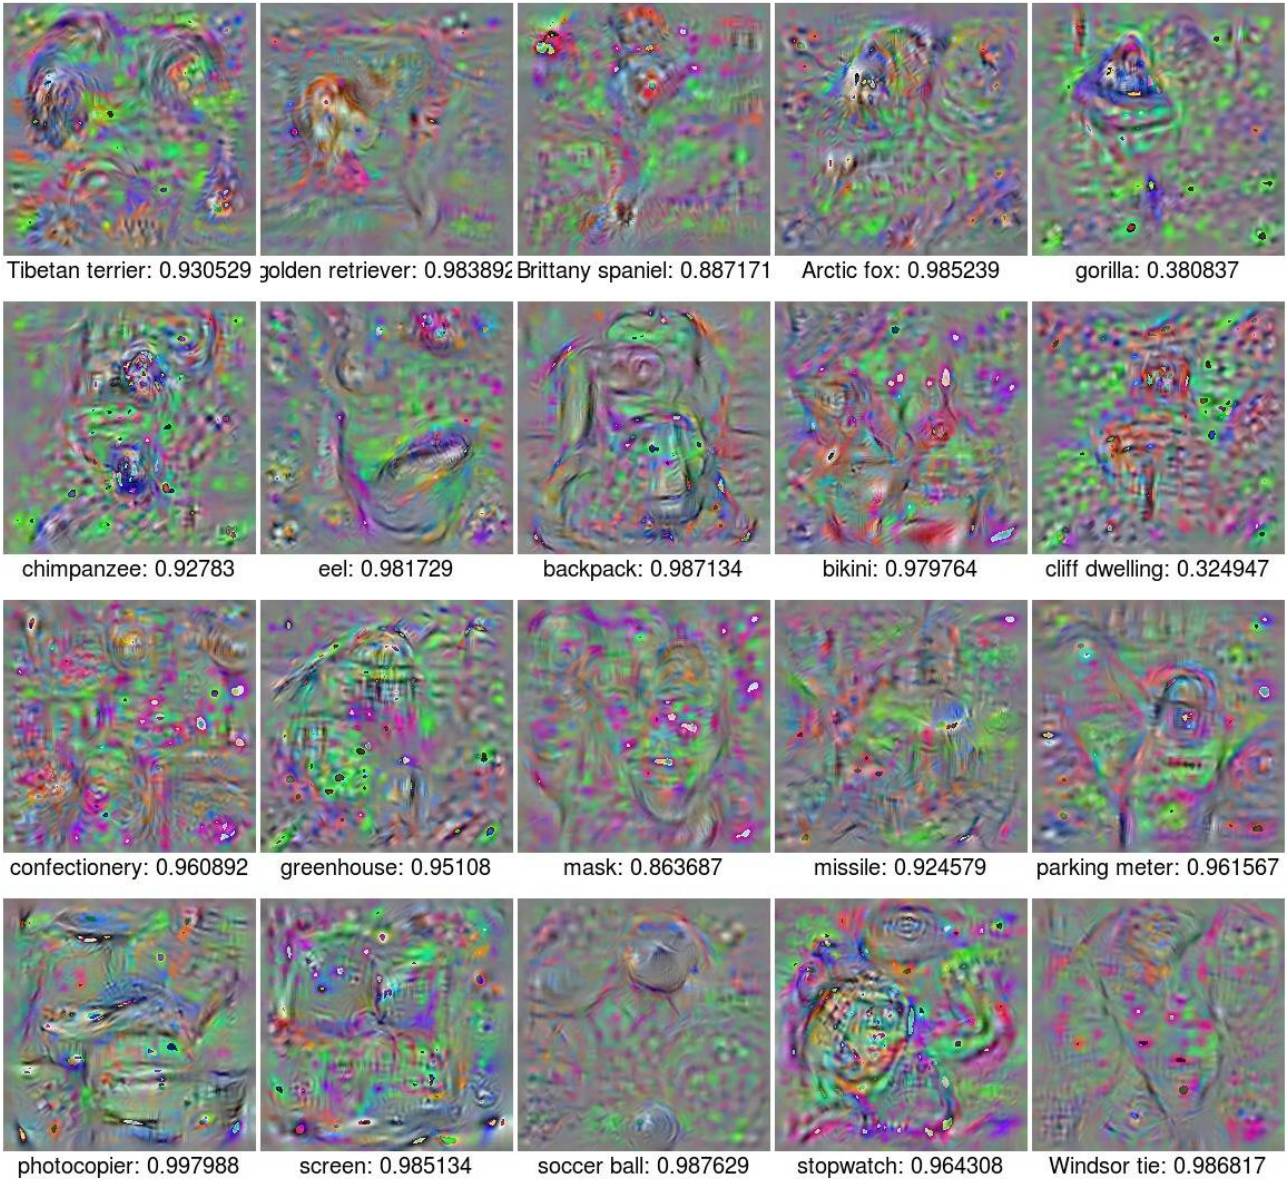 Tibetan terrier: 0.930529
golden retriever: 0.983892
Brittany spaniel: 0.887171
Arctic fox: 0.985239
gorilla: 0.380837
chimpanzee: 0.92783
eel: 0.981729
backpack: 0.987134
bikini: 0.979764
cliff dwelling: 0.324947
confectionery: 0.960892
greenhouse: 0.95108
mask: 0.863687
missile: 0.924579
parking meter: 0.961567
photocopier: 0.997988
screen: 0.985134
soccer ball: 0.987629
stopwatch: 0.964308
Windsor tie: 0.986817